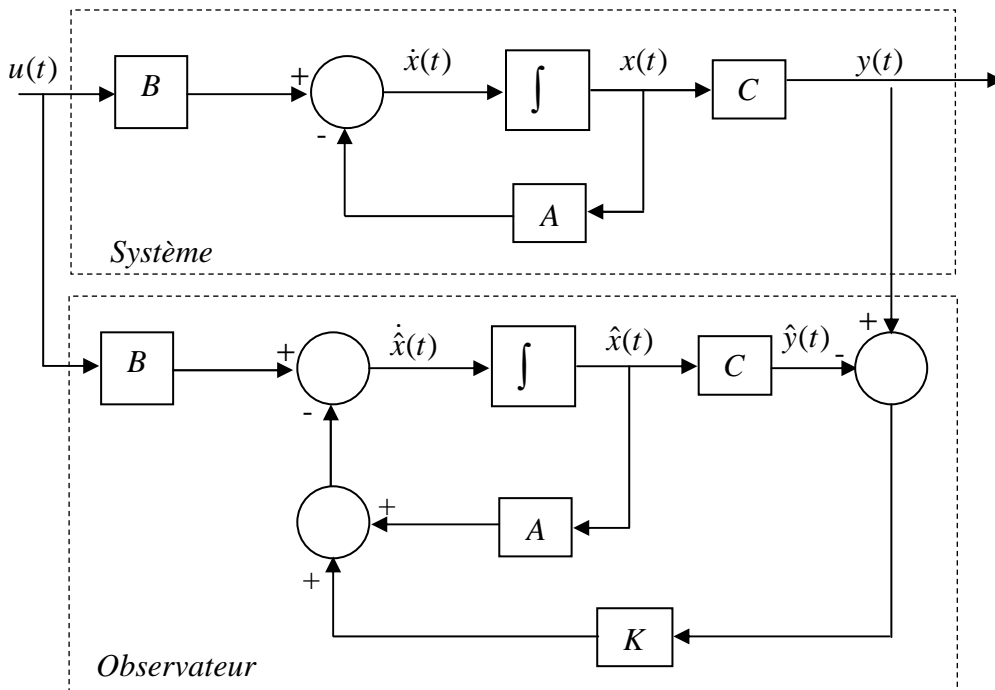 u(t)
B
+
-
ẋ(t)
∫
x(t)
C
y(t)
A
Système
B
+
-
x̂̇(t)
∫
x̂(t)
C
ŷ(t)
-
+
+
A
+
K
Observateur